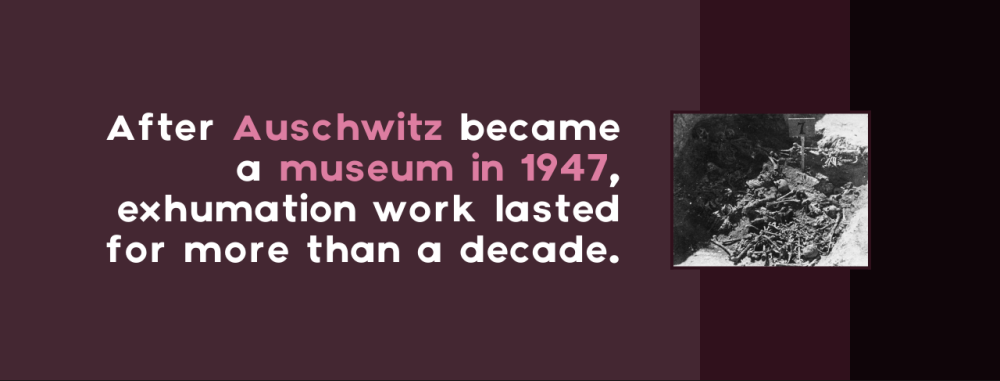 After Auschwitz became
a museum in 1947,
exhumation work lasted
for more than a decade.